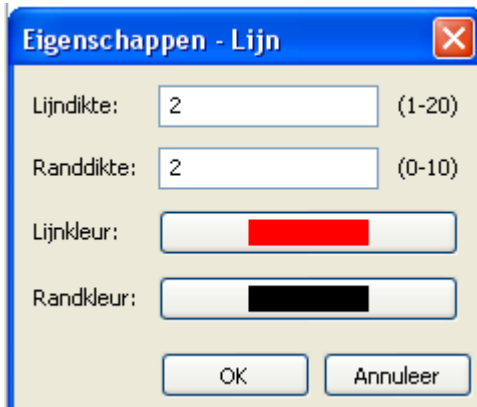 Eigenschappen - Lijn
Lijndikte: 2 (1-20)
Randdikte: 2 (0-10)
Lijnkleur:
Randkleur:
OK Annuleer